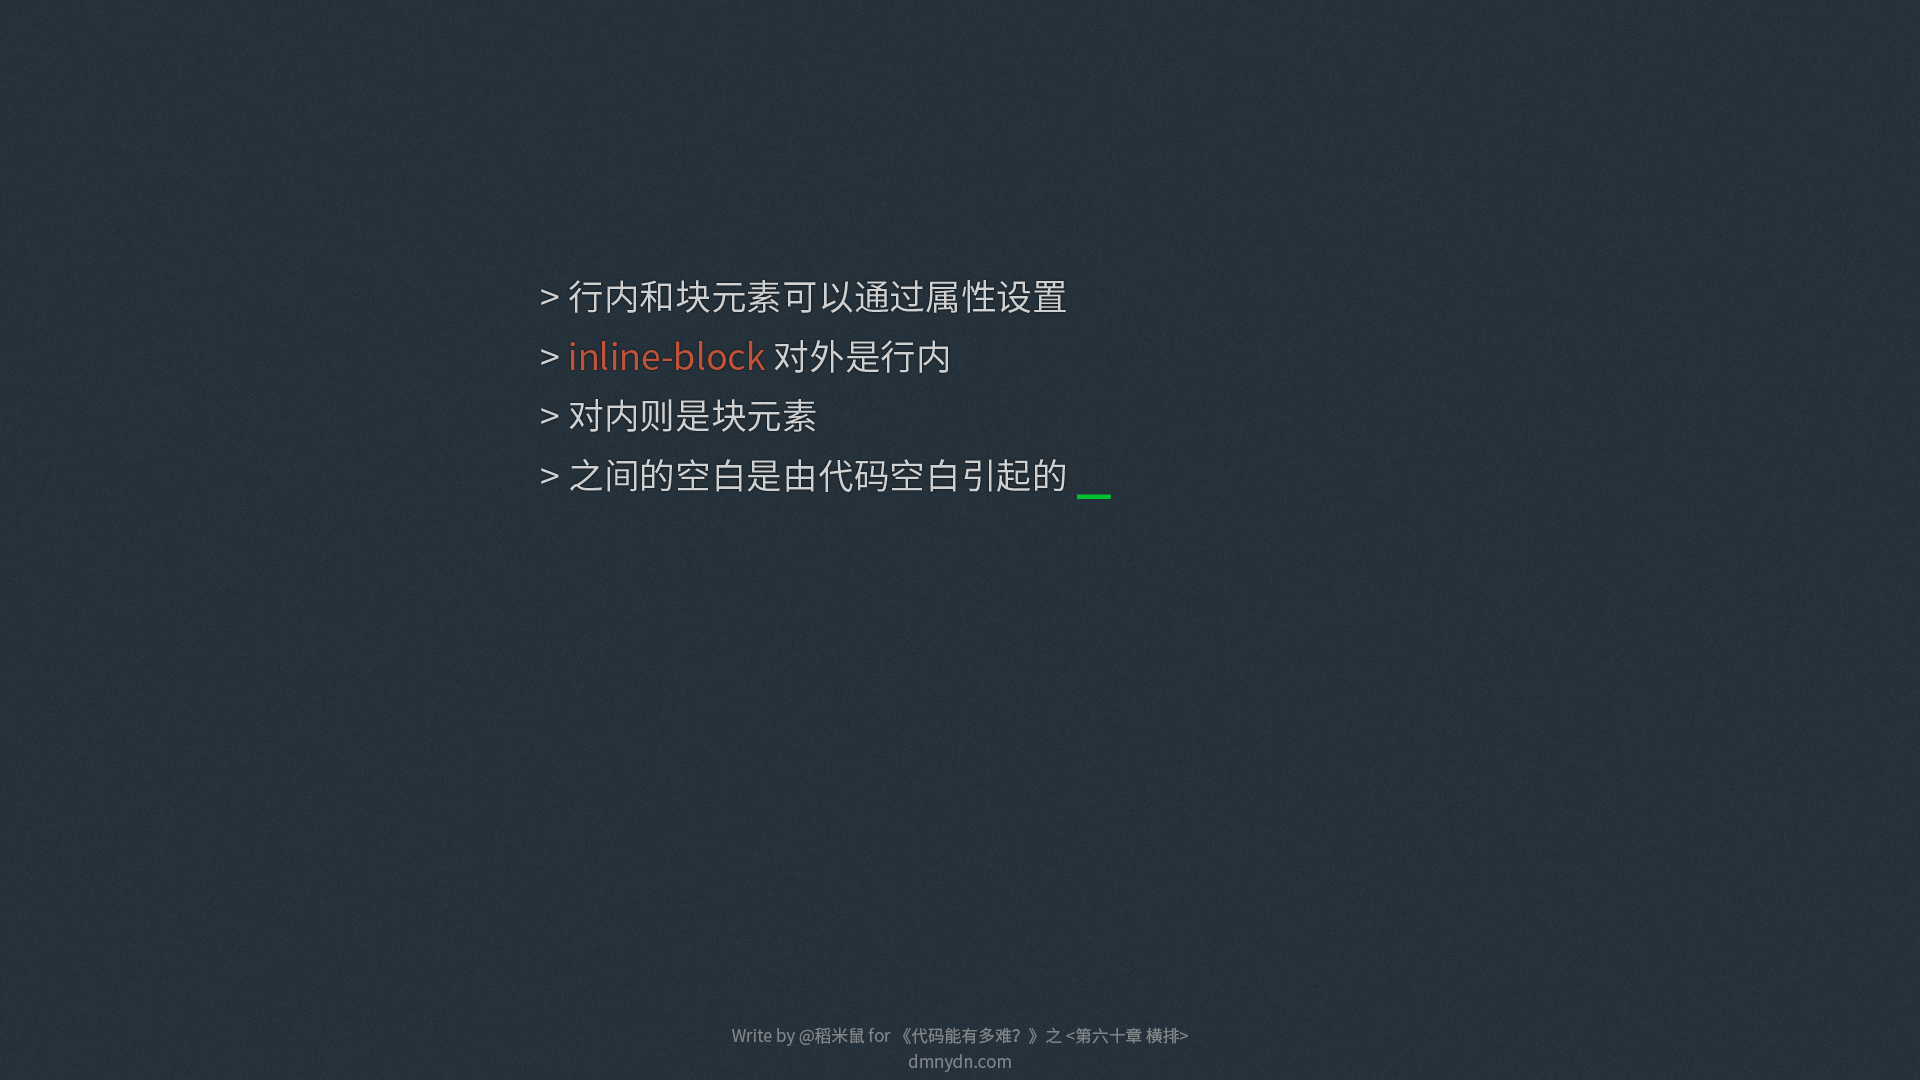 > 行内和块元素可以通过属性设置
> inline-block 对外是行内
> 对内则是块元素
> 之间的空白是由代码空白引起的 _
Write by @稻米鼠 for 《代码能有多难？》之 <第六十章 横排>
dmnydn.com